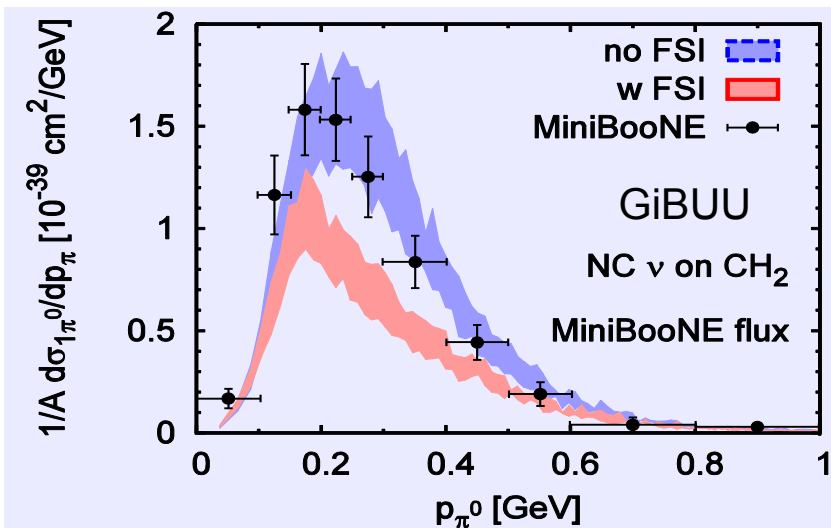 1/A dσ₁π⁰/dpπ [10⁻³⁹ cm²/GeV]
2
1.5
1
0.5
0
no FSI
w FSI
MiniBooNE
GiBUU
NC ν on CH₂
MiniBooNE flux
0 0.2 0.4 0.6 0.8 1
pπ⁰ [GeV]